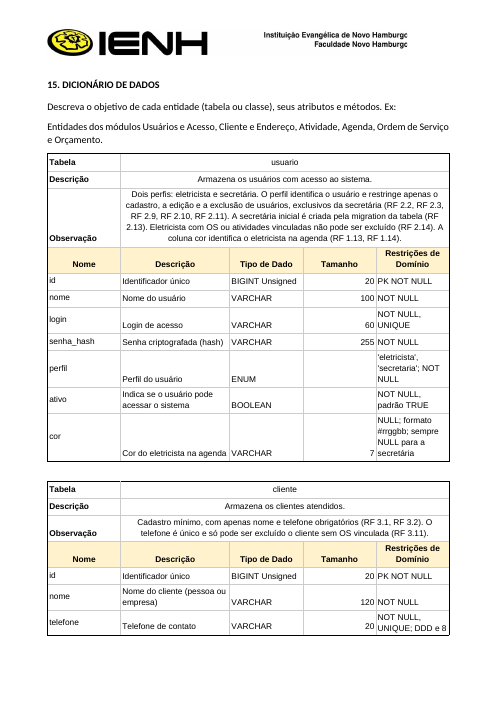 IENH
Instituição Evangélica de Novo Hamburgo
Faculdade Novo Hamburgo
15. DICIONÁRIO DE DADOS
Descreva o objetivo de cada entidade (tabela ou classe), seus atributos e métodos. Ex:
Entidades dos módulos Usuários e Acesso, Cliente e Endereço, Atividade, Agenda, Ordem de Serviço
e Orçamento.
Tabela usuario
Descrição Armazena os usuários com acesso ao sistema.
Dois perfis: eletricista e secretária. O perfil identifica o usuário e restringe apenas o
cadastro, a edição e a exclusão de usuários, exclusivos da secretária (RF 2.2, RF 2.3,
RF 2.9, RF 2.10, RF 2.11). A secretária inicial é criada pela migration da tabela (RF
2.13). Eletricista com OS ou atividades vinculadas não pode ser excluído (RF 2.14). A
Observação coluna cor identifica o eletricista na agenda (RF 1.13, RF 1.14).
Nome Descrição Tipo de Dado Tamanho Restrições de
Domínio
id Identificador único BIGINT Unsigned 20 PK NOT NULL
nome Nome do usuário VARCHAR 100 NOT NULL
login Login de acesso VARCHAR 60 NOT NULL,
UNIQUE
senha_hash Senha criptografada (hash) VARCHAR 255 NOT NULL
perfil Perfil do usuário ENUM 'eletricista',
'secretaria'; NOT
NULL
ativo Indica se o usuário pode
acessar o sistema BOOLEAN NOT NULL,
padrão TRUE
cor Cor do eletricista na agenda VARCHAR 7 NULL; formato
#rrggbb; sempre
NULL para a
secretária
Tabela cliente
Descrição Armazena os clientes atendidos.
Cadastro mínimo, com apenas nome e telefone obrigatórios (RF 3.1, RF 3.2). O
Observação telefone é único e só pode ser excluído o cliente sem OS vinculada (RF 3.11).
Nome Descrição Tipo de Dado Tamanho Restrições de
Domínio
id Identificador único BIGINT Unsigned 20 PK NOT NULL
nome Nome do cliente (pessoa ou
empresa) VARCHAR 120 NOT NULL
telefone Telefone de contato VARCHAR 20 NOT NULL,
UNIQUE; DDD e 8